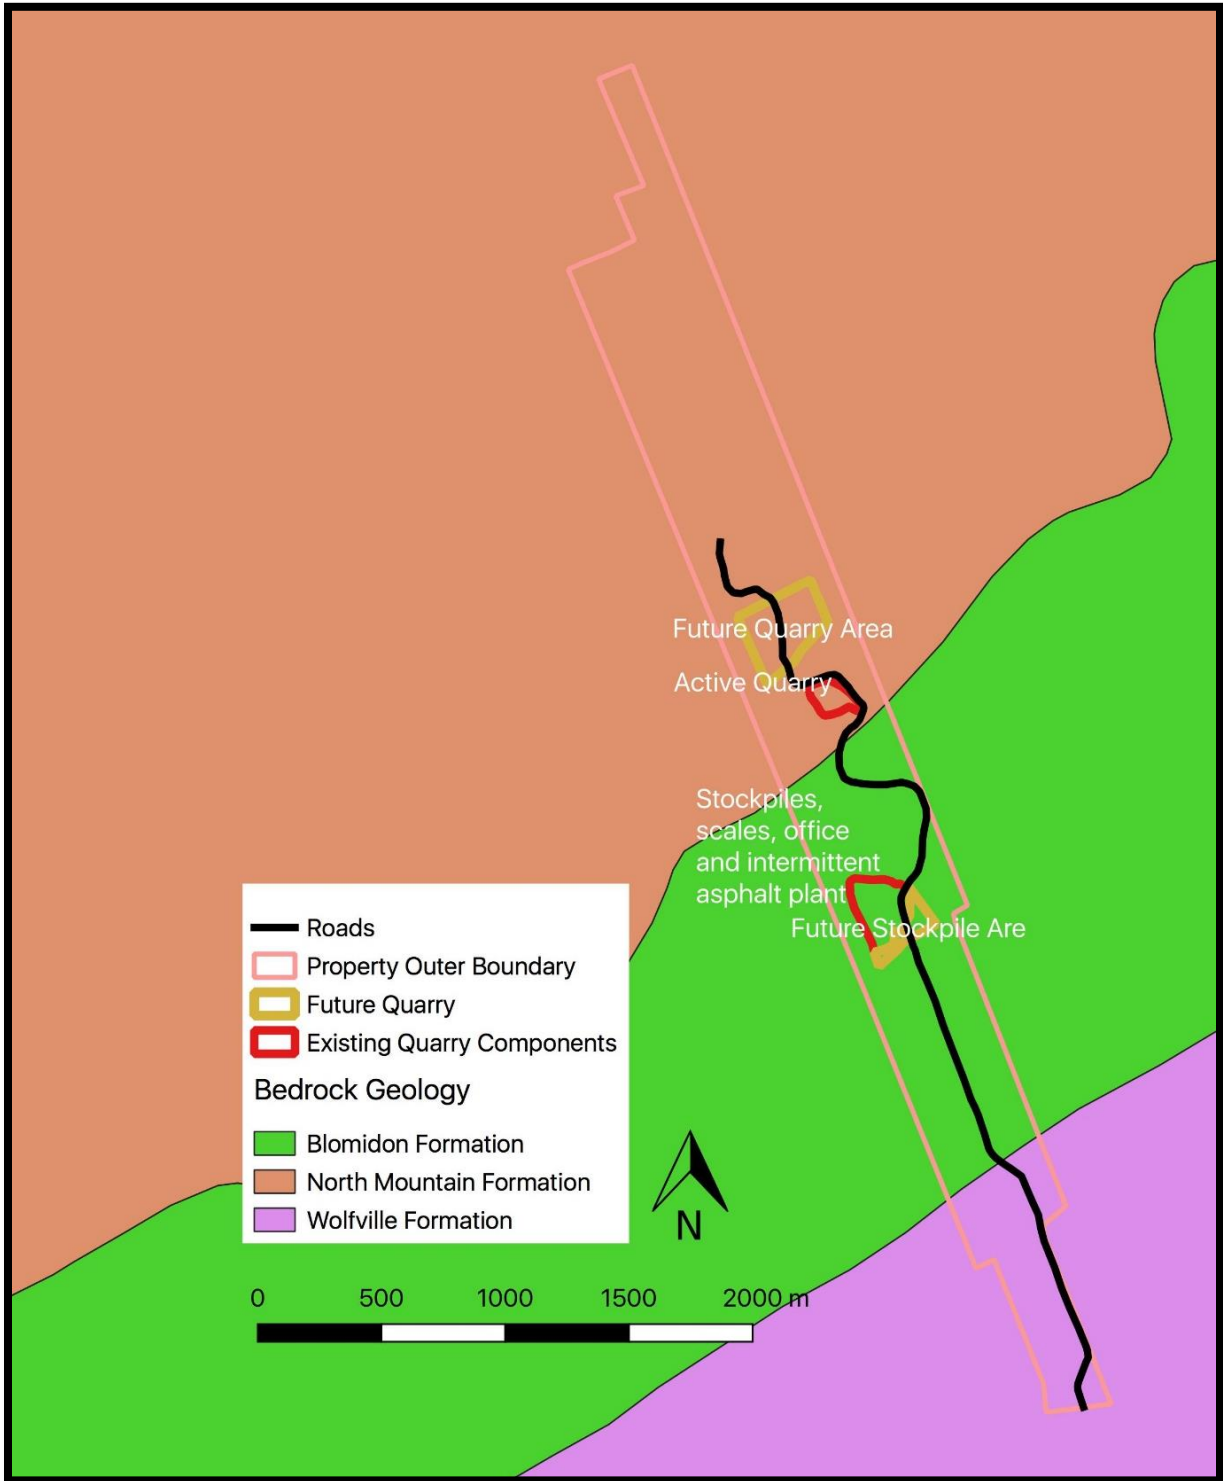 Future Quarry Area
Active Quarry
Stockpiles,
scales, office
and intermittent
asphalt plant
Future Stockpile Are
Roads
Property Outer Boundary
Future Quarry
Existing Quarry Components
Bedrock Geology
Blomidon Formation
North Mountain Formation
Wolfville Formation
N
0 500 1000 1500 2000 m